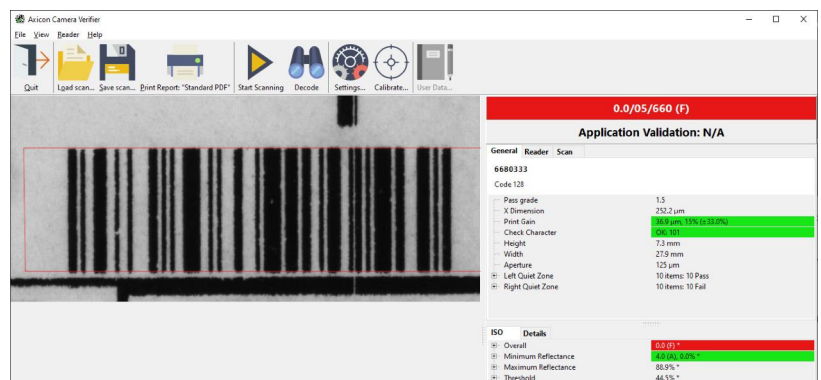 Axicon Camera Verifier
File View Reader Help
Quit Load scan... Save scan... Print Report: "Standard PDF" Start Scanning Decode Settings... Calibrate... User Data...
0.0/05/660 (F)
Application Validation: N/A
General Reader Scan
6680333
Code 128
Pass grade 1.5
X Dimension 252.2 µm
Print Gain 36.9 µm, 15% (±33.0%)
Check Character OK: 101
Height 7.3 mm
Width 27.9 mm
Aperture 125 µm
Left Quiet Zone 10 items: 10 Pass
Right Quiet Zone 10 items: 10 Fail
ISO Details
Overall 0.0 (F) *
Minimum Reflectance 4.0 (A), 0.0% *
Maximum Reflectance 88.9% *
Threshold 44.5% *